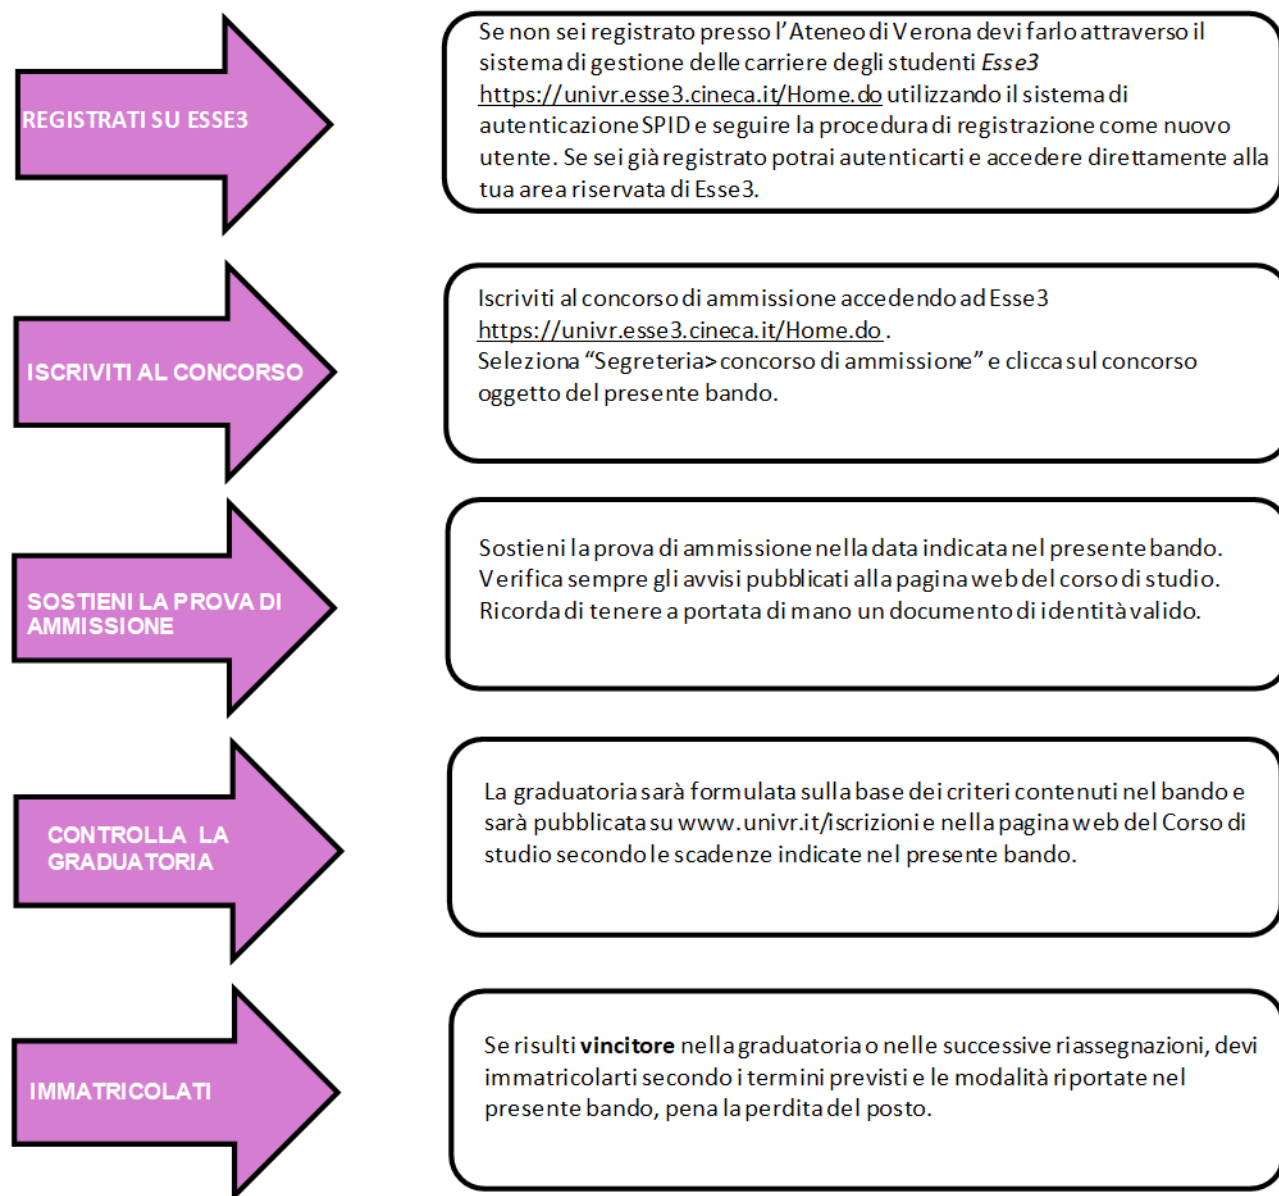 REGISTRATI SU ESSE3
Se non sei registrato presso l'Ateneo di Verona devi farlo attraverso il
sistema di gestione delle carriere degli studenti Esse3
https://univr.esse3.cineca.it/Home.do utilizzando il sistema di
autenticazione SPID e seguire la procedura di registrazione come nuovo
utente. Se sei già registrato potrai autenticarti e accedere direttamente alla
tua area riservata di Esse3.
ISCRIVITI AL CONCORSO
Iscriviti al concorso di ammissione accedendo ad Esse3
https://univr.esse3.cineca.it/Home.do .
Seleziona “Segreteria> concorso di ammissione” e clicca sul concorso
oggetto del presente bando.
SOSTIENI LA PROVA DI
AMMISSIONE
Sostieni la prova di ammissione nella data indicata nel presente bando.
Verifica sempre gli avvisi pubblicati alla pagina web del corso di studio.
Ricorda di tenere a portata di mano un documento di identità valido.
CONTROLLA LA
GRADUATORIA
La graduatoria sarà formulata sulla base dei criteri contenuti nel bando e
sarà pubblicata su www.univr.it/iscrizioni e nella pagina web del Corso di
studio secondo le scadenze indicate nel presente bando.
IMMATRICOLATI
Se risulti vincitore nella graduatoria o nelle successive riassegnazioni, devi
immatricolarti secondo i termini previsti e le modalità riportate nel
presente bando, pena la perdita del posto.